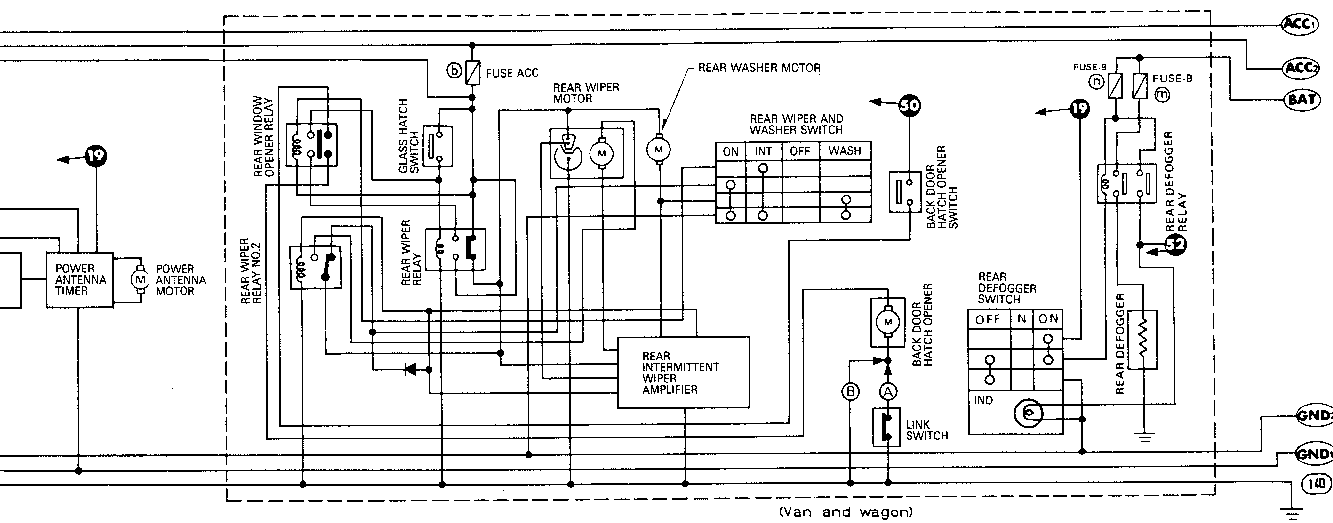 ACC1
ACC2
BAT
FUSE-B
n
FUSE-B
m
b
FUSE ACC
REAR WASHER MOTOR
REAR WIPER
MOTOR
M
M
REAR WINDOW
OPENER RELAY
GLASS HATCH
SWITCH
REAR WIPER AND
WASHER SWITCH
ON INT OFF WASH
50
BACK DOOR
HATCH OPENER
SWITCH
19
REAR DEFOGGER
RELAY
52
19
POWER
ANTENNA
TIMER
M
POWER
ANTENNA
MOTOR
REAR WIPER
RELAY NO.2
REAR WIPER
RELAY
REAR
DEFOGGER
SWITCH
OFF N ON
IND
REAR DEFOGGER
M
BACK DOOR
HATCH OPENER
REAR
INTERMITTENT
WIPER
AMPLIFIER
B
A
LINK
SWITCH
GND2
GND1
140
(Van and wagon)